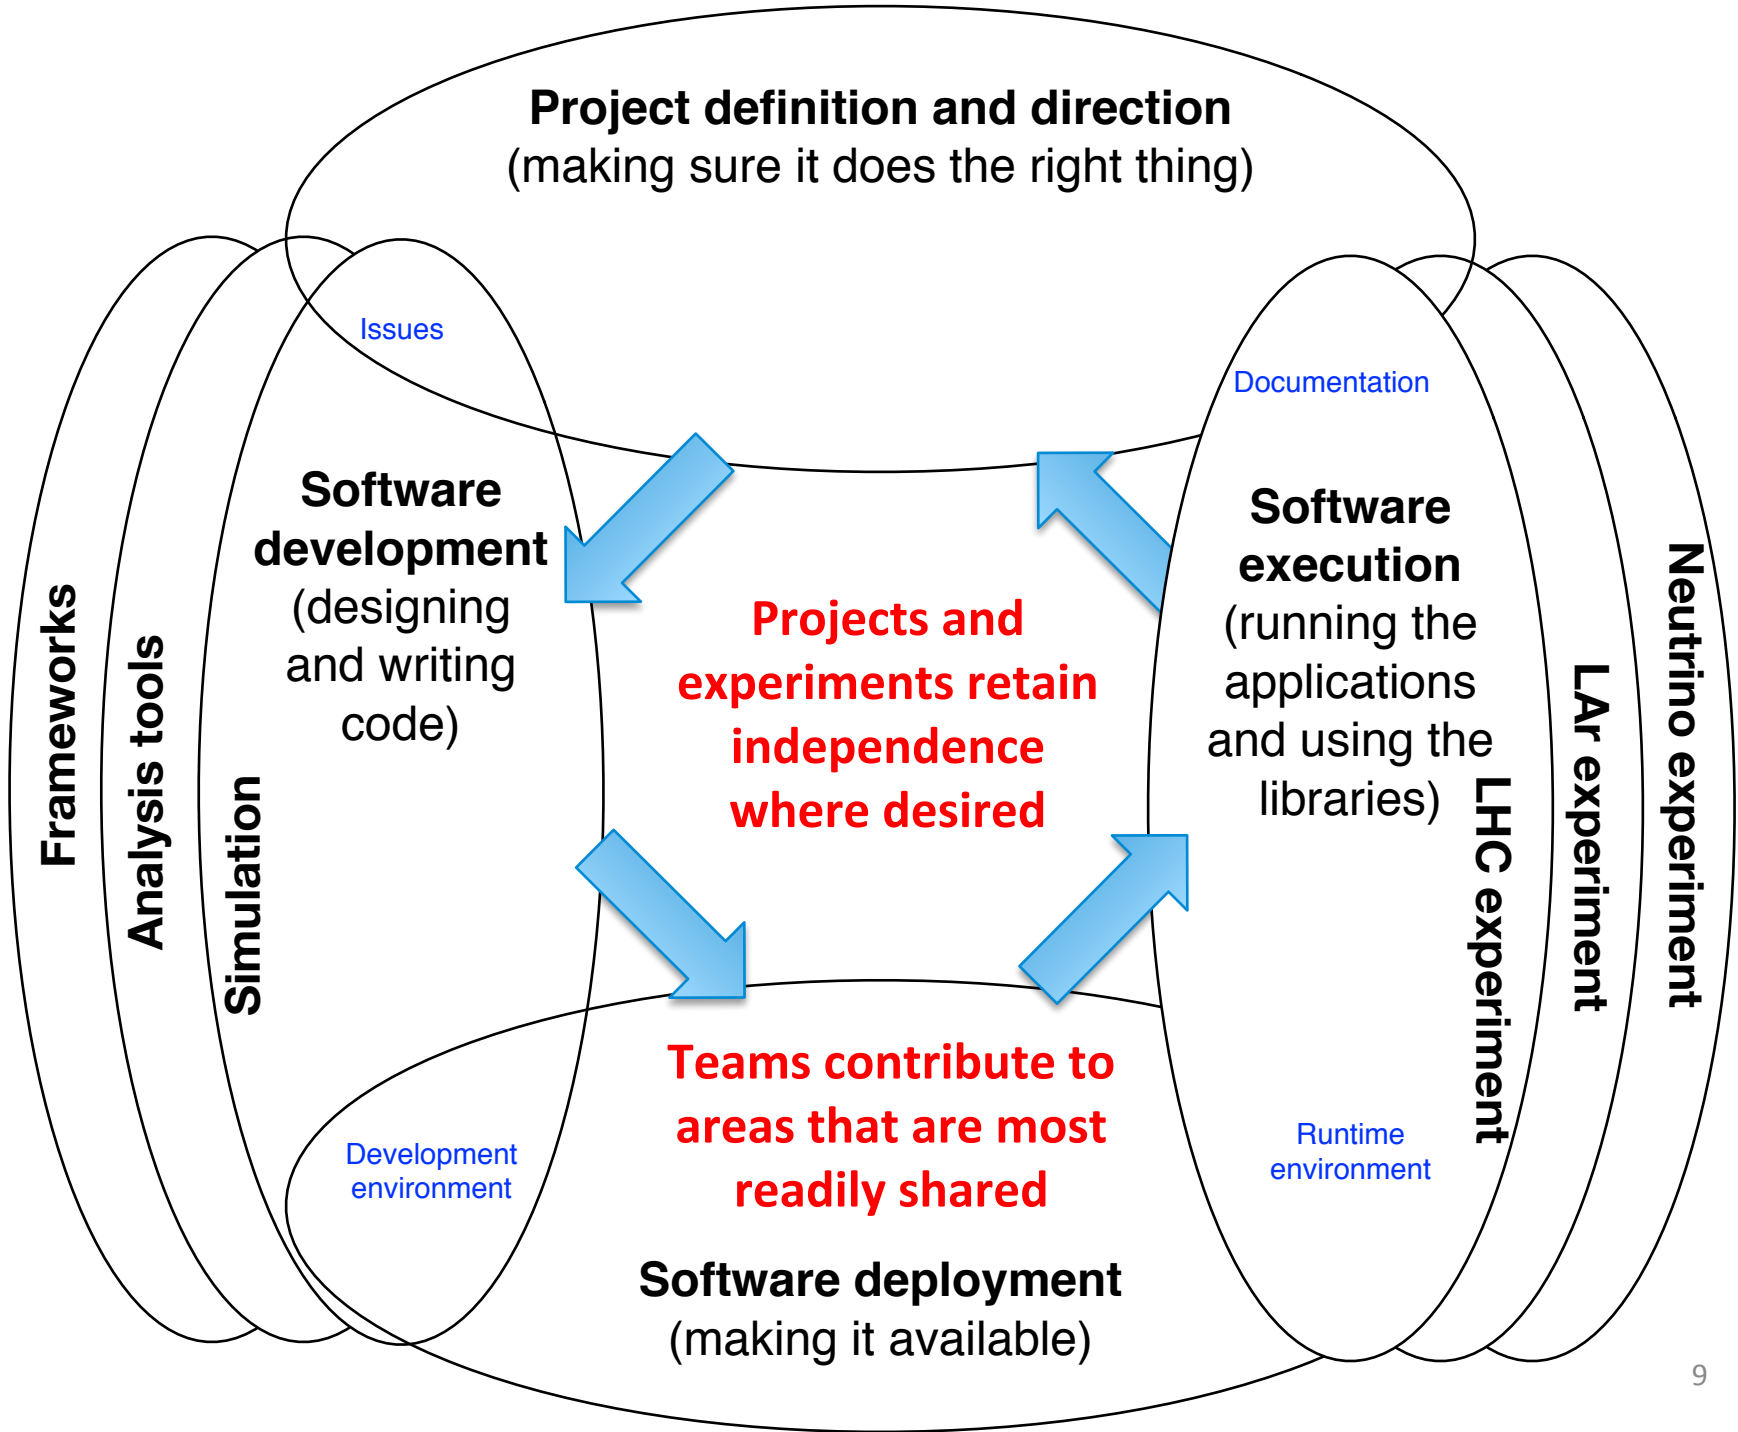 Project definition and direction
(making sure it does the right thing)
Issues
Documentation
Software
development
(designing
and writing
code)
Software
execution
(running the
applications
and using the
libraries)
Projects and
experiments retain
independence
where desired
Frameworks
Analysis tools
Simulation
LHC experiment
LAr experiment
Neutrino experiment
Teams contribute to
areas that are most
readily shared
Development
environment
Runtime
environment
Software deployment
(making it available)
9